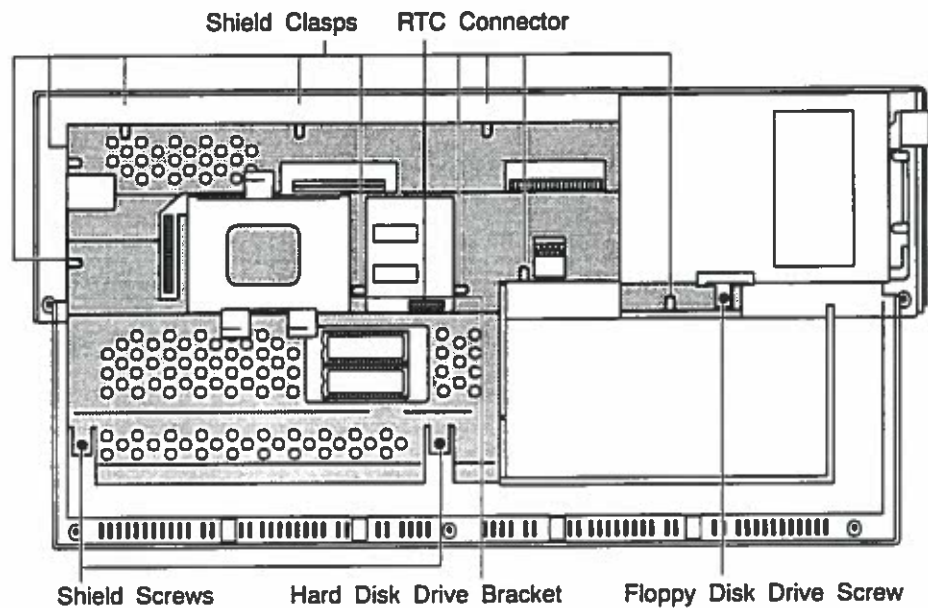 Shield Clasps
RTC Connector
Shield Screws
Hard Disk Drive Bracket
Floppy Disk Drive Screw